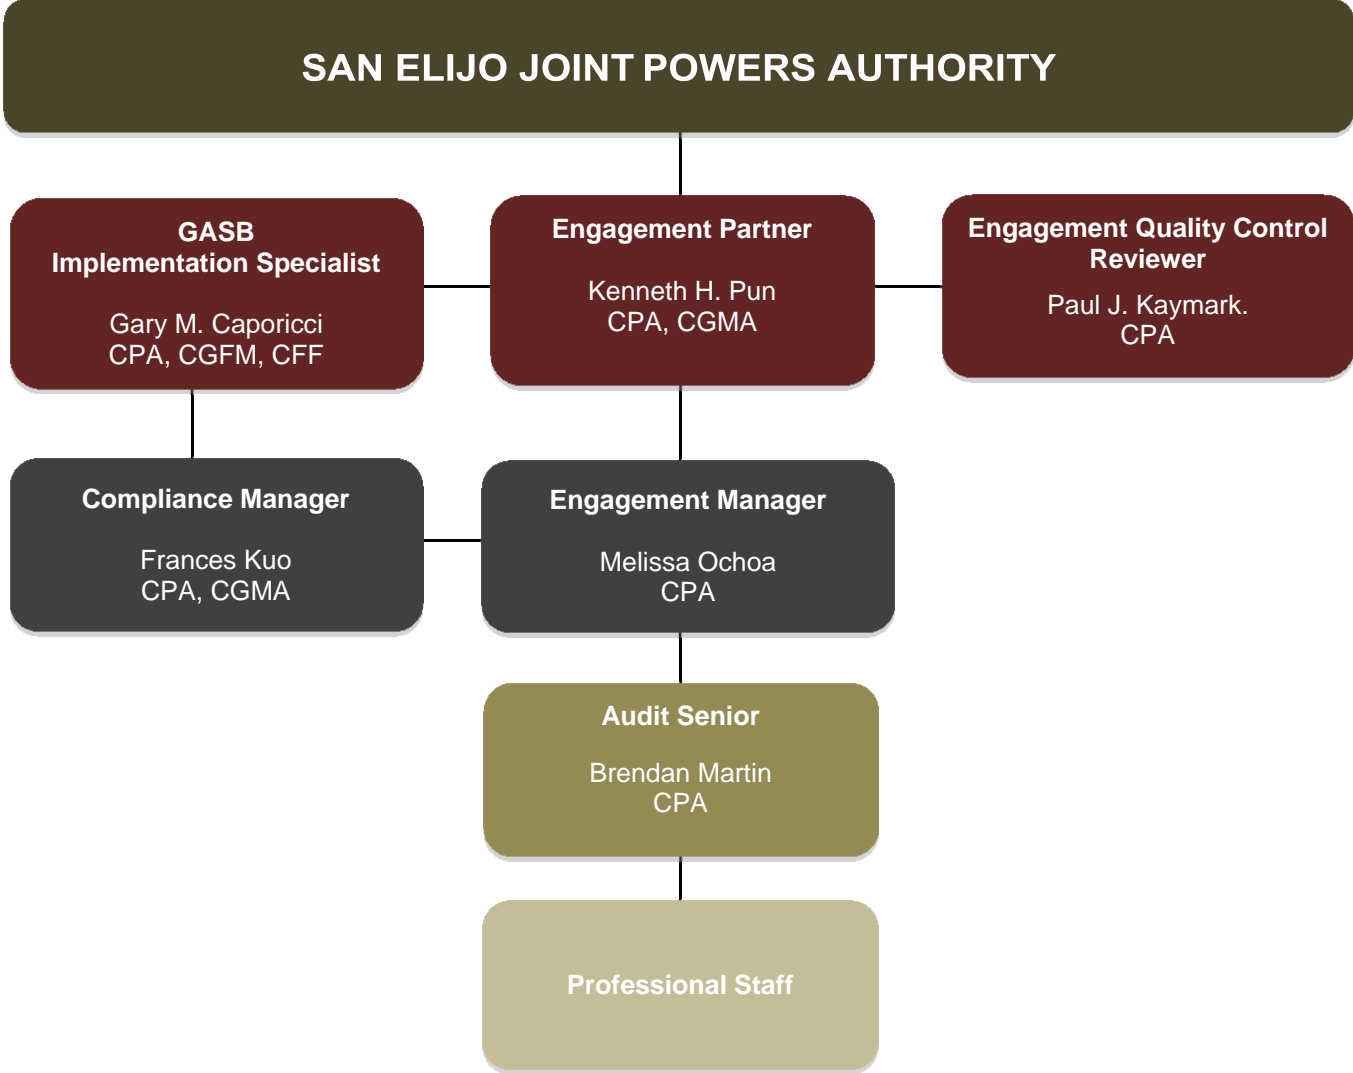 SAN ELIJO JOINT POWERS AUTHORITY
GASB
Implementation Specialist
Gary M. Caporicci
CPA, CGFM, CFF
Engagement Partner
Kenneth H. Pun
CPA, CGMA
Engagement Quality Control
Reviewer
Paul J. Kaymark.
CPA
Compliance Manager
Frances Kuo
CPA, CGMA
Engagement Manager
Melissa Ochoa
CPA
Audit Senior
Brendan Martin
CPA
Professional Staff